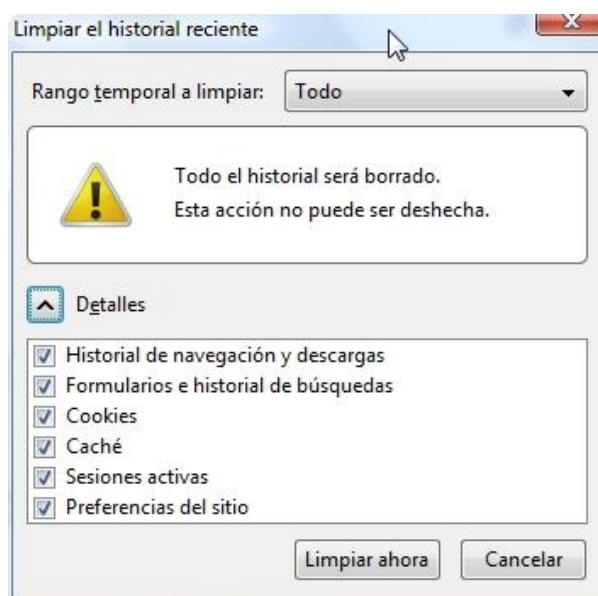 Limpiar el historial reciente
Rango temporal a limpiar: Todo
Todo el historial será borrado.
Esta acción no puede ser deshecha.
Detalles
Historial de navegación y descargas
Formularios e historial de búsquedas
Cookies
Caché
Sesiones activas
Preferencias del sitio
Limpiar ahora Cancelar